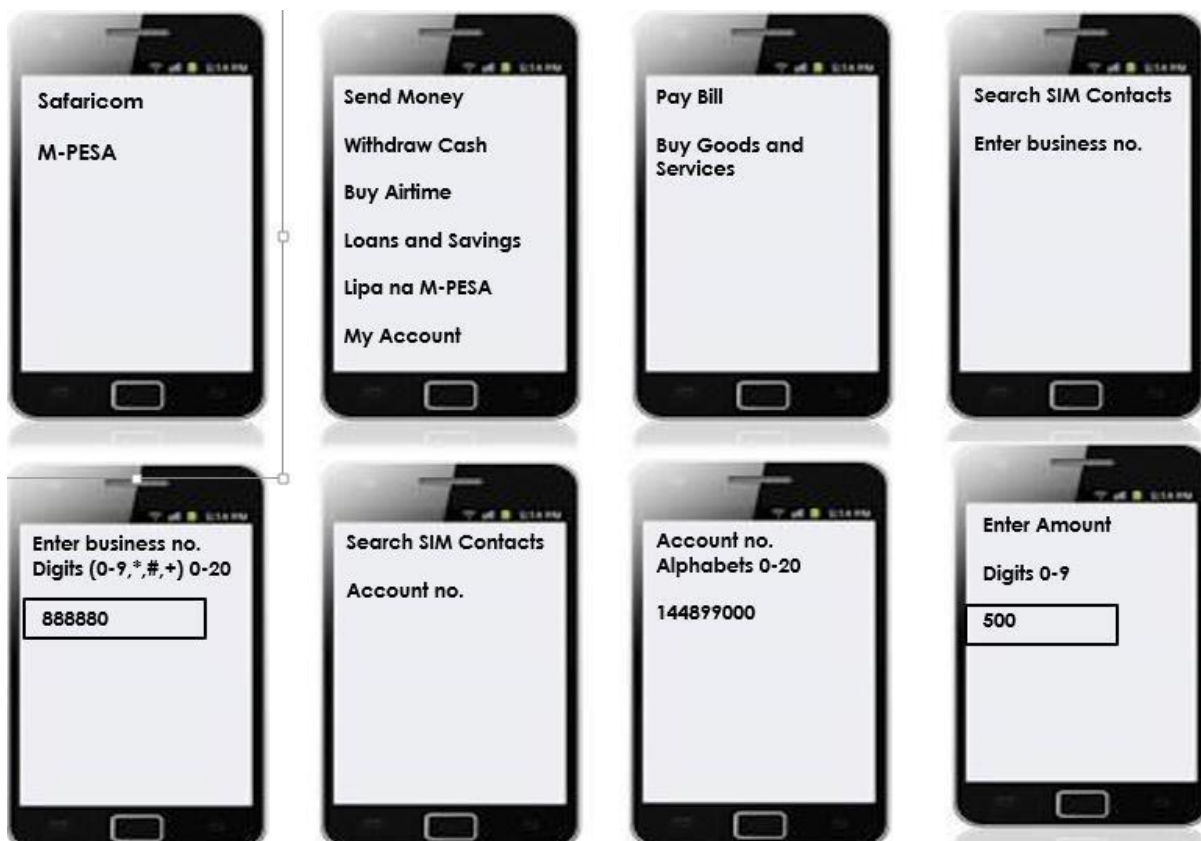 Safaricom
M-PESA
Send Money
Withdraw Cash
Buy Airtime
Loans and Savings
Lipa na M-PESA
My Account
Pay Bill
Buy Goods and
Services
Search SIM Contacts
Enter business no.
Enter business no.
Digits (0-9,*,#,+) 0-20
888880
Search SIM Contacts
Account no.
Account no.
Alphabets 0-20
144899000
Enter Amount
Digits 0-9
500